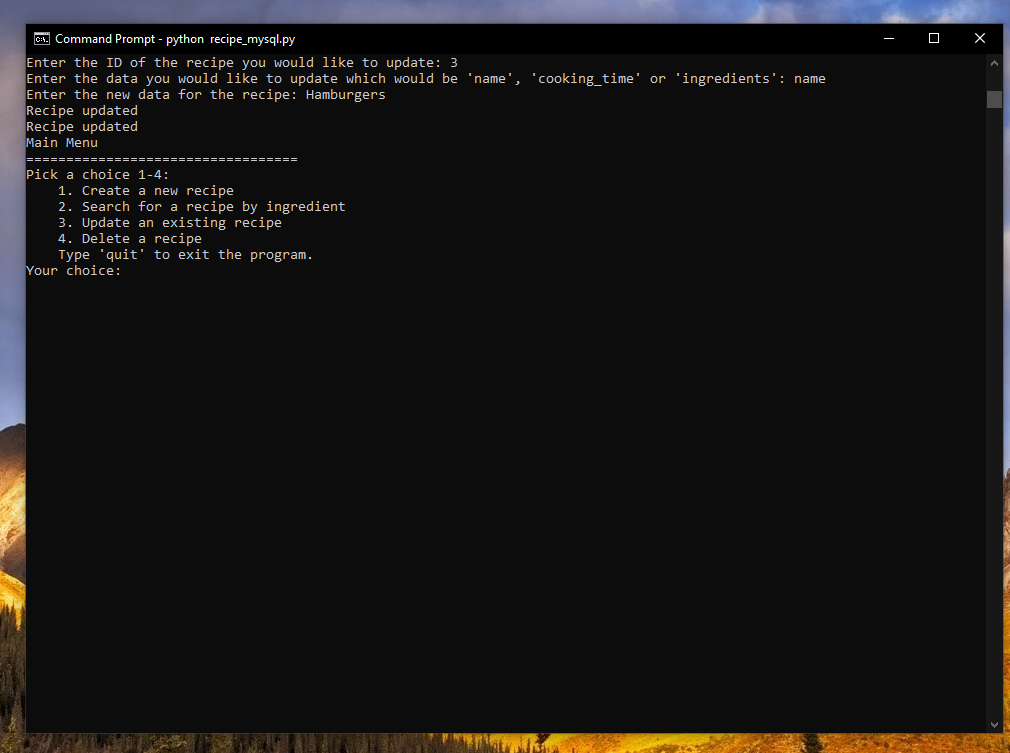 Command Prompt - python  recipe_mysql.py
Enter the ID of the recipe you would like to update: 3
Enter the data you would like to update which would be 'name', 'cooking_time' or 'ingredients': name
Enter the new data for the recipe: Hamburgers
Recipe updated
Recipe updated
Main Menu
==================================
Pick a choice 1-4:
    1. Create a new recipe
    2. Search for a recipe by ingredient
    3. Update an existing recipe
    4. Delete a recipe
    Type 'quit' to exit the program.
Your choice: